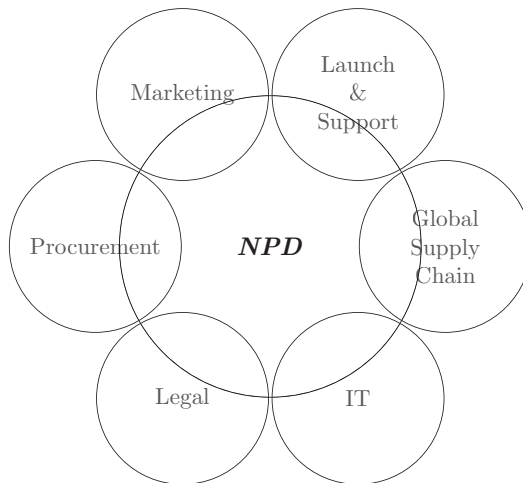 Marketing
Launch
&
Support
Procurement
NPD
Global
Supply
Chain
Legal
IT